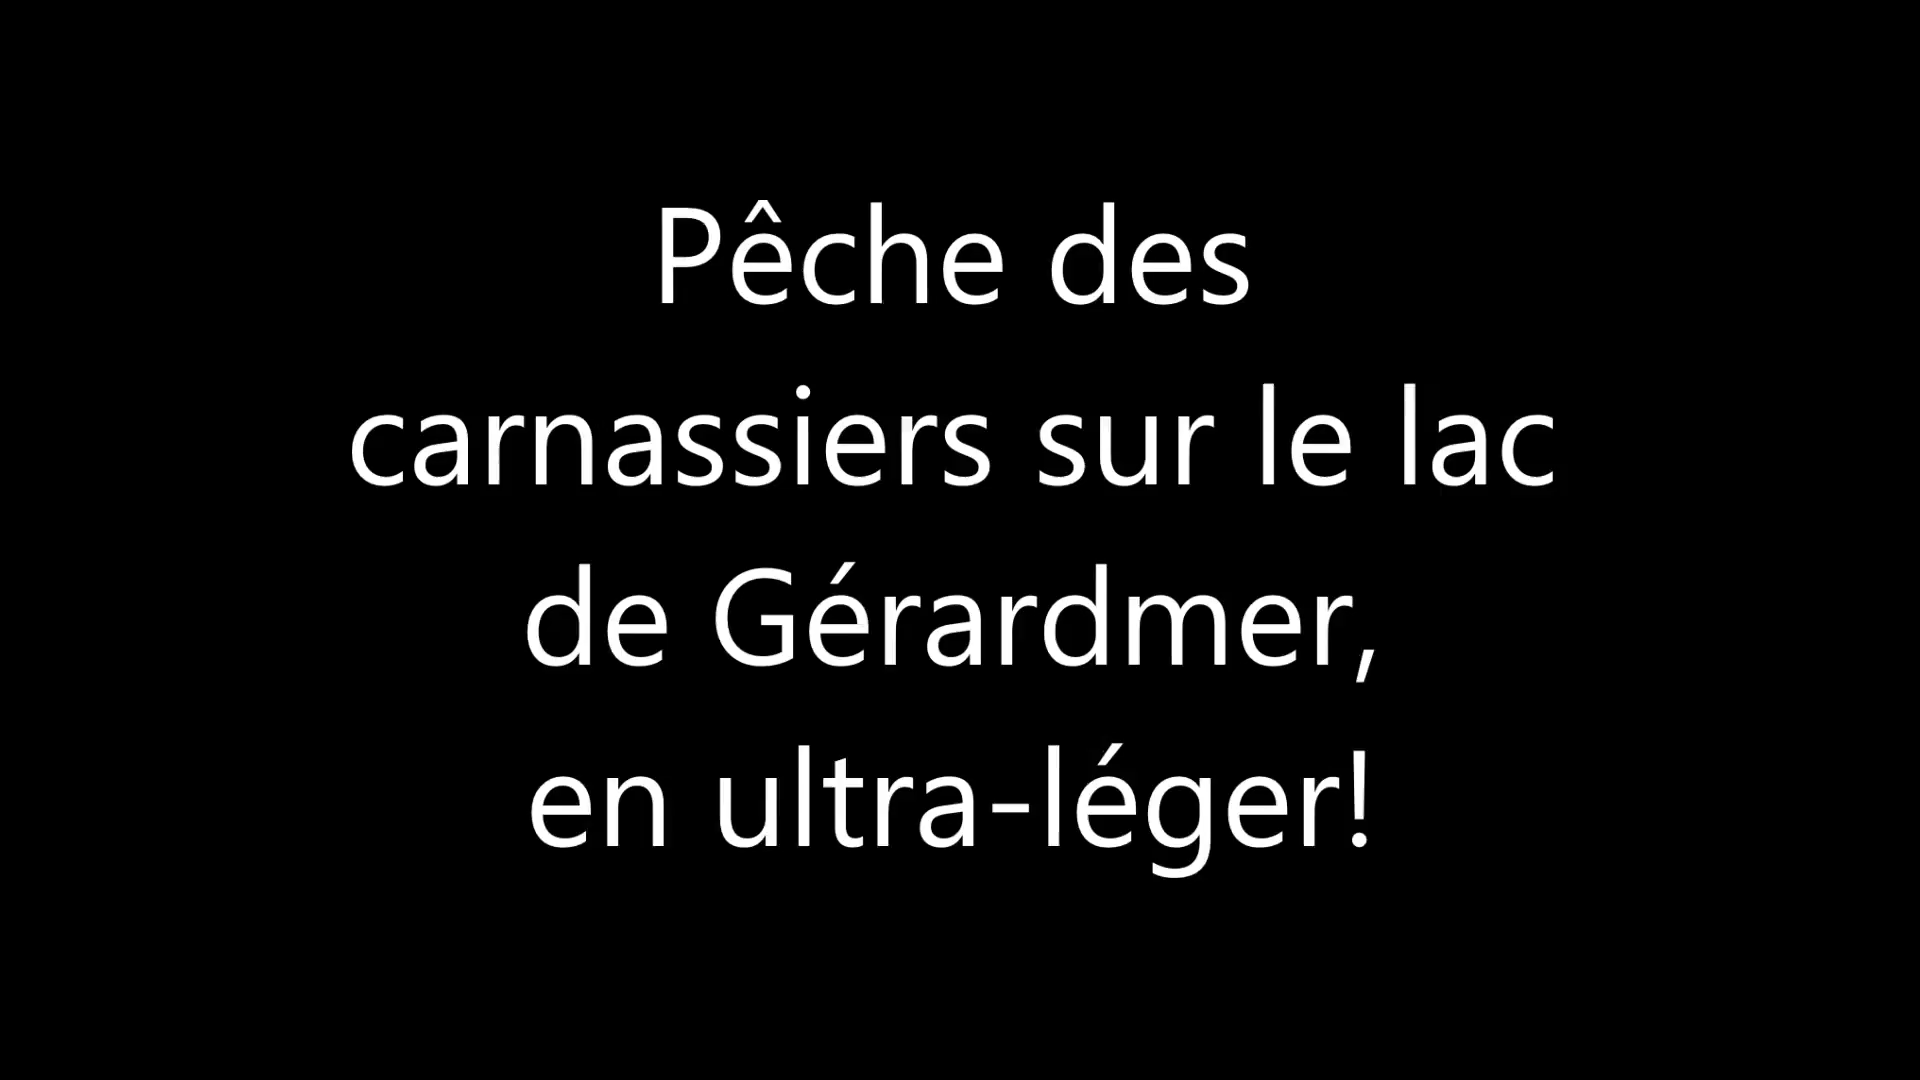 Pêche des
carnassiers sur le lac
de Gérardmer,
en ultra-léger!